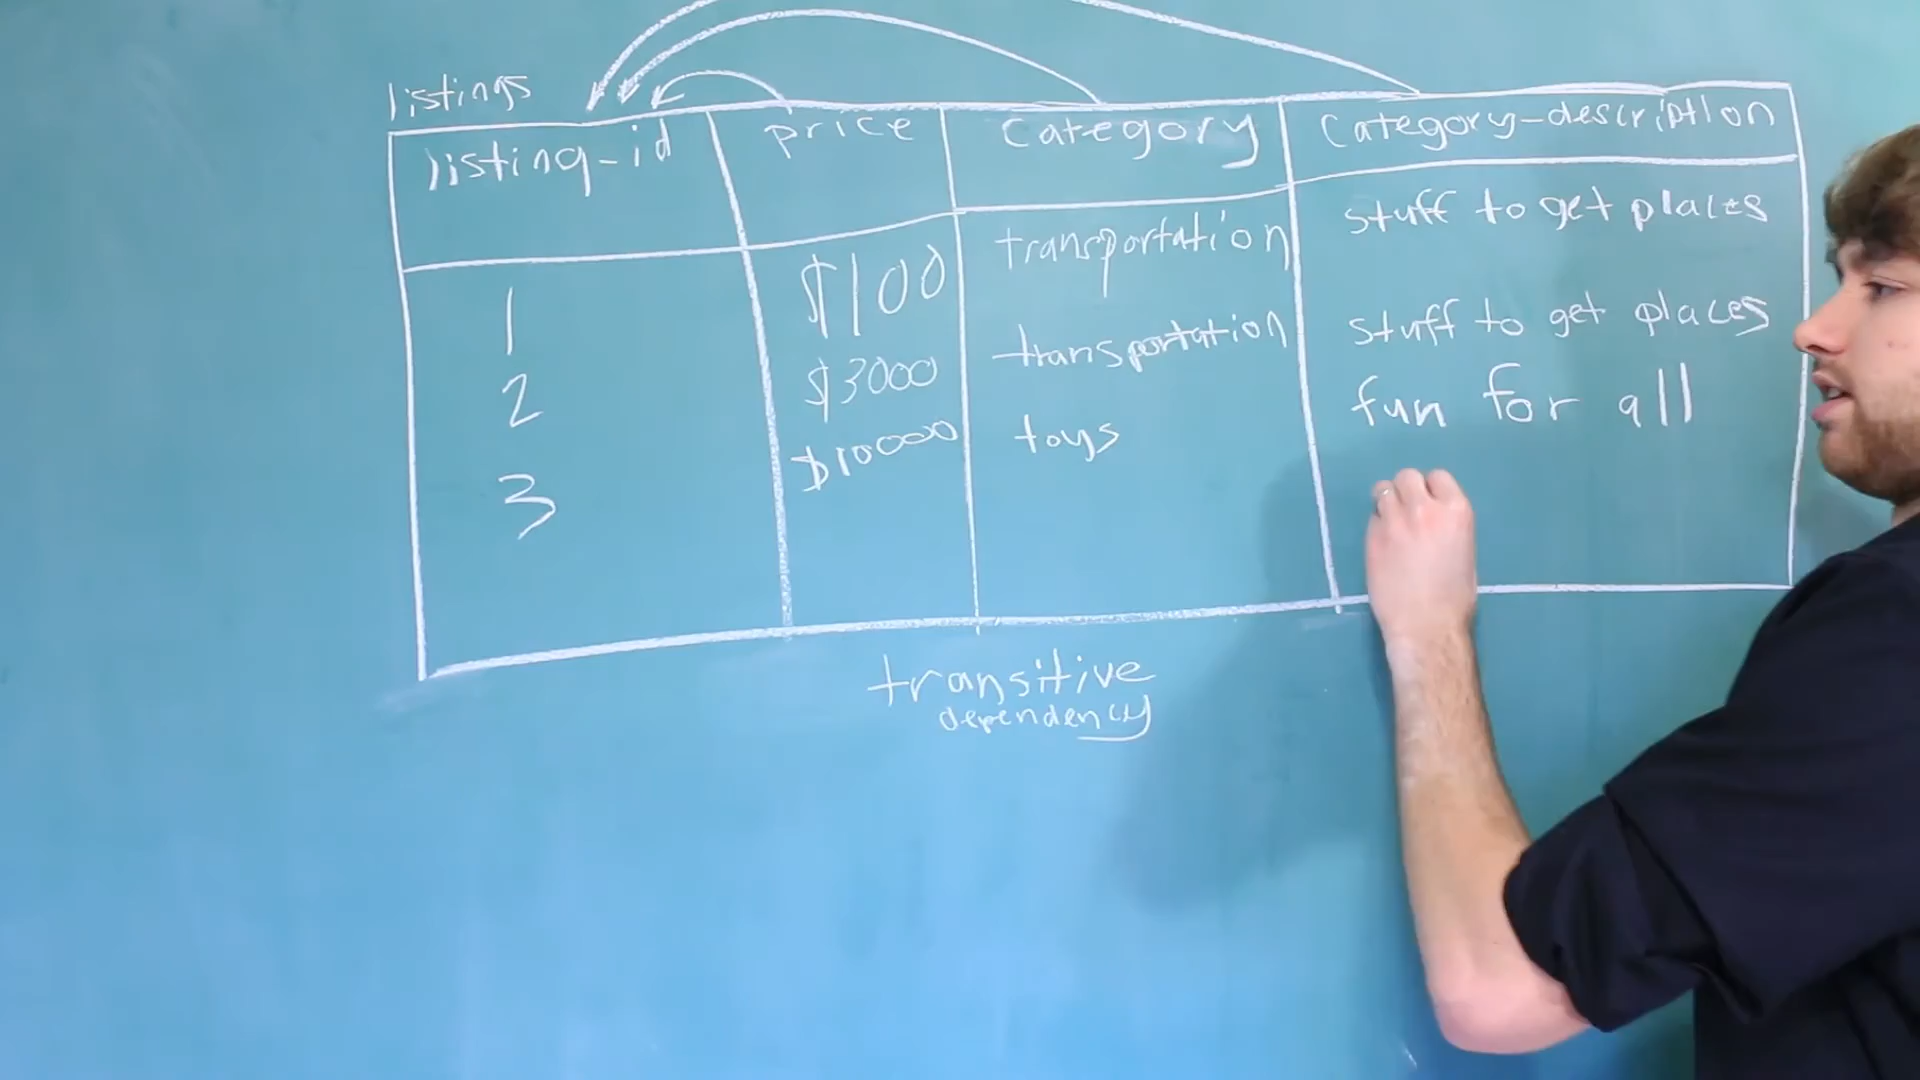 listings
listing-id price category category-description
1 $100 transportation stuff to get places
2 $3000 transportation stuff to get places
3 $10000 toys fun for all
transitive
dependency